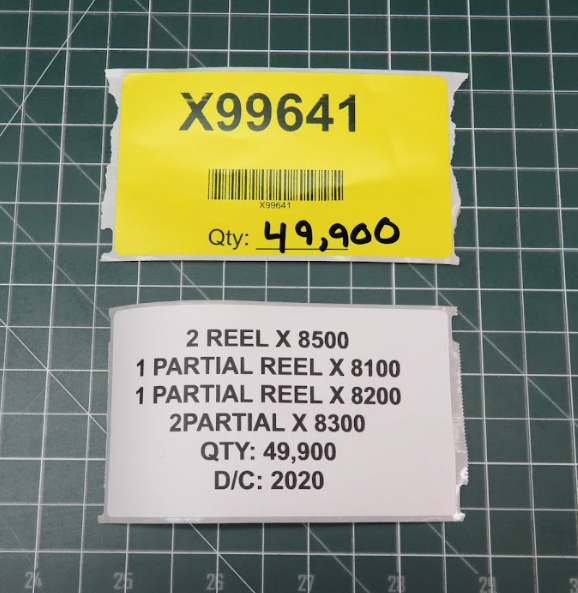 X99641
X99641
Qty: 49,900
2 REEL X 8500
1 PARTIAL REEL X 8100
1 PARTIAL REEL X 8200
2PARTIAL X 8300
QTY: 49,900
D/C: 2020
24 25 26 27 28 29